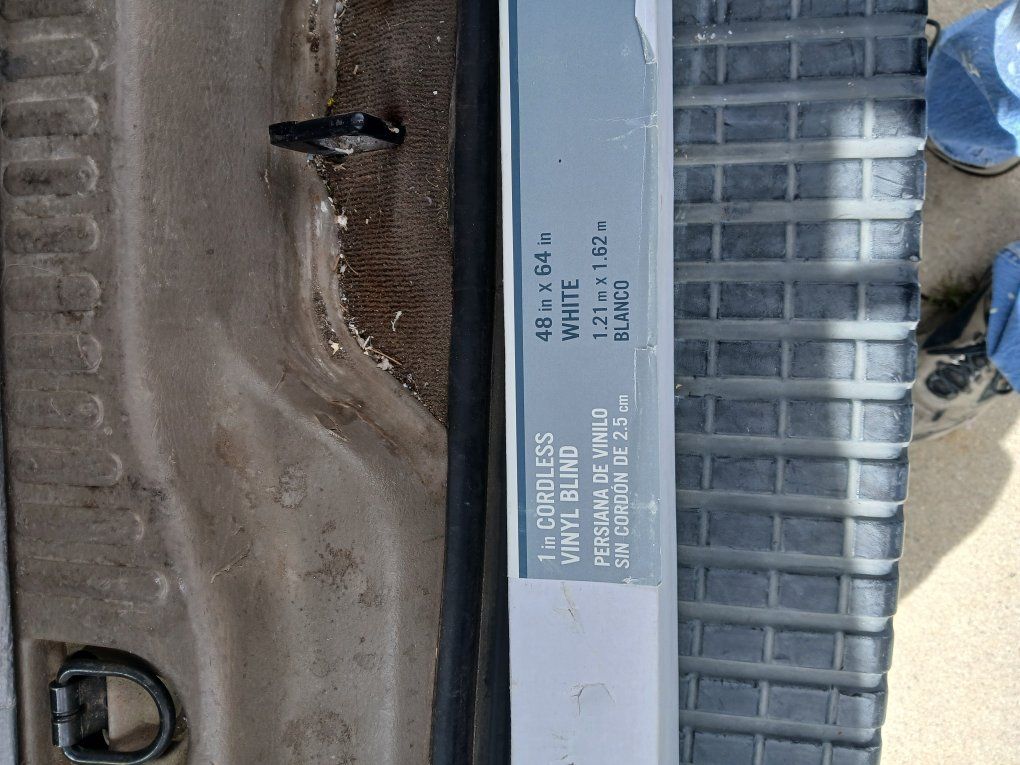 1 in CORDLESS
VINYL BLIND
PERSIANA DE VINILO
SIN CORDÓN DE 2.5 cm
48 in x 64 in
WHITE
1.21 m x 1.62 m
BLANCO